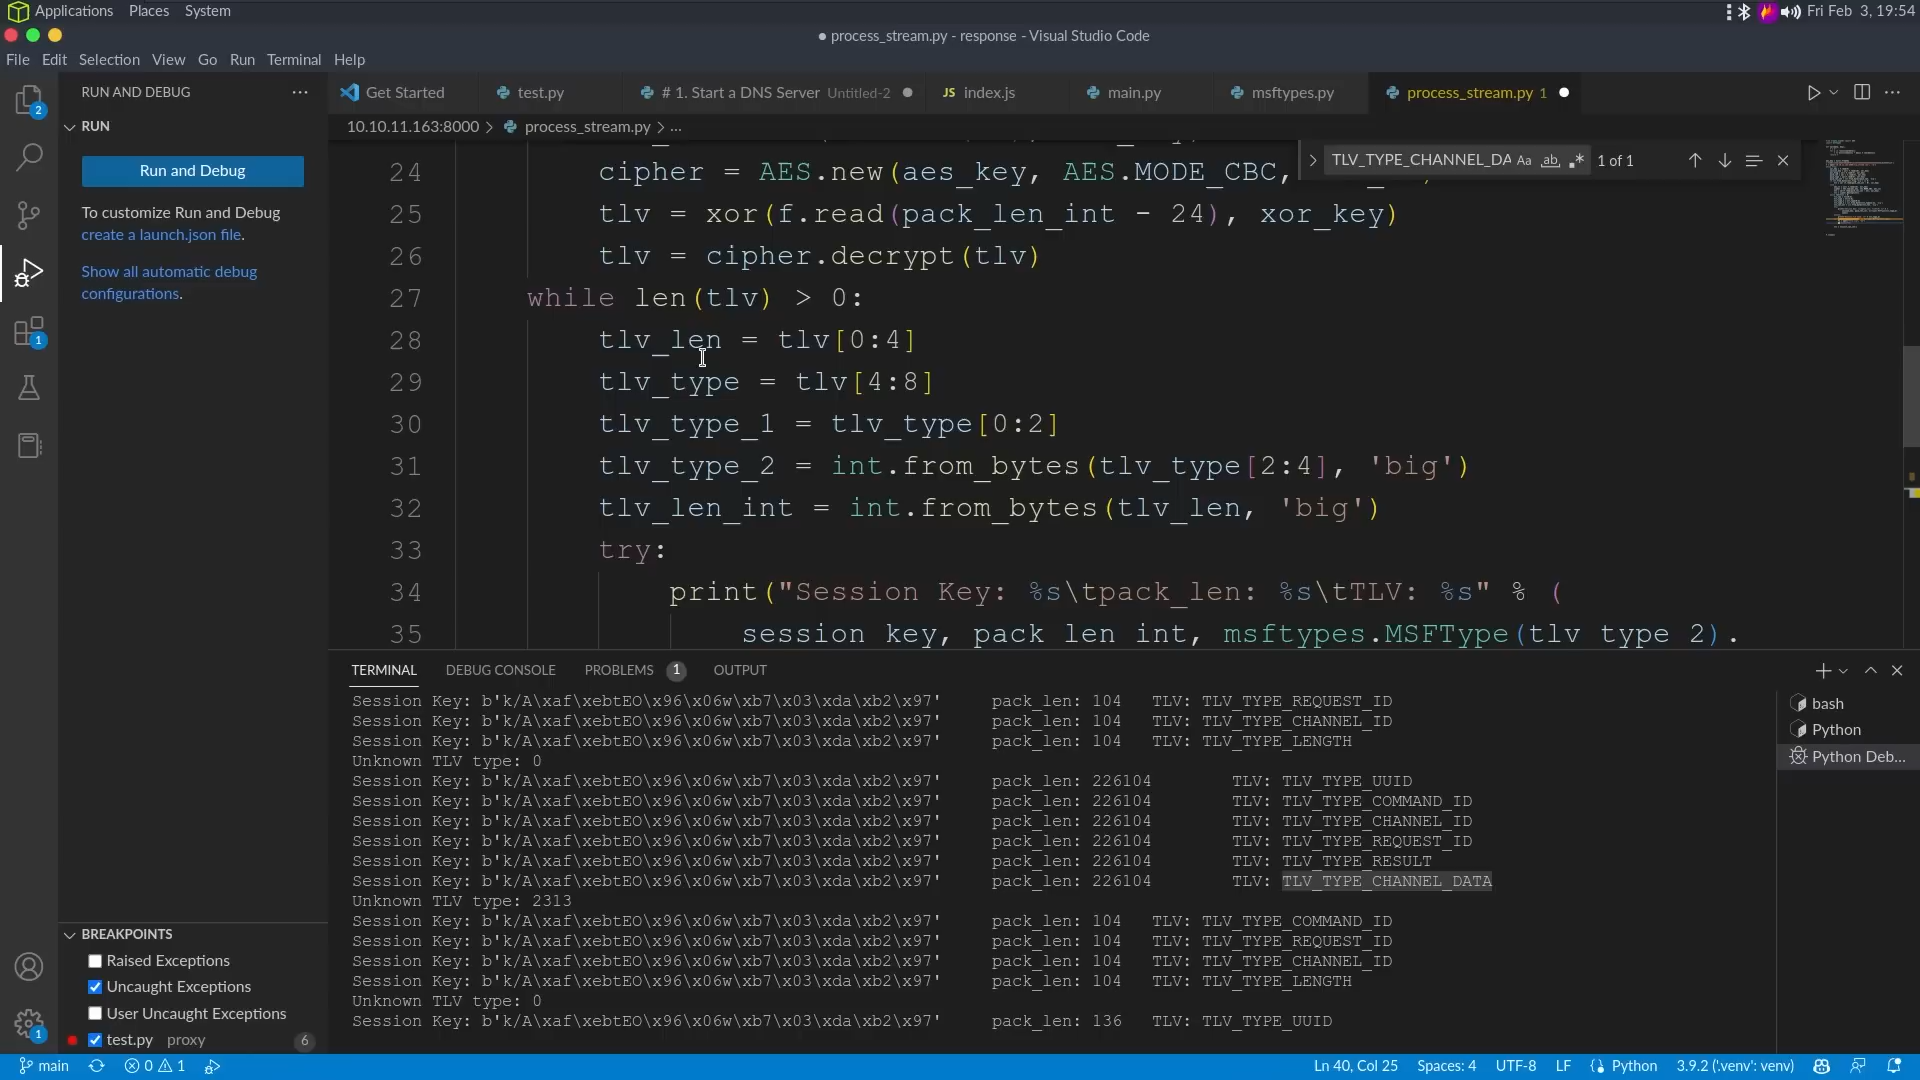 Applications Places System
Fri Feb 3, 19:54
● process_stream.py - response - Visual Studio Code
File Edit Selection View Go Run Terminal Help
2
RUN AND DEBUG
Get Started test.py # 1. Start a DNS Server Untitled-2 JS index.js main.py msftypes.py process_stream.py 1
RUN
10.10.11.163:8000 > process_stream.py > ...
Run and Debug
To customize Run and Debug
create a launch.json file.
Show all automatic debug
configurations.
1
TLV_TYPE_CHANNEL_DA Aa ab .* 1 of 1
24 cipher = AES.new(aes_key, AES.MODE_CBC,
25 tlv = xor(f.read(pack_len_int - 24), xor_key)
26 tlv = cipher.decrypt(tlv)
27 while len(tlv) > 0:
28 tlv_len = tlv[0:4]
29 tlv_type = tlv[4:8]
30 tlv_type_1 = tlv_type[0:2]
31 tlv_type_2 = int.from_bytes(tlv_type[2:4], 'big')
32 tlv_len_int = int.from_bytes(tlv_len, 'big')
33 try:
34 print("Session Key: %s\tpack_len: %s\tTLV: %s" % (
35 session_key, pack_len_int, msftypes.MSFType(tlv_type_2).
TERMINAL DEBUG CONSOLE PROBLEMS 1 OUTPUT
Session Key: b'k/A\xaf\xebtEO\x96\x06w\xb7\x03\xda\xb2\x97' pack_len: 104 TLV: TLV_TYPE_REQUEST_ID
Session Key: b'k/A\xaf\xebtEO\x96\x06w\xb7\x03\xda\xb2\x97' pack_len: 104 TLV: TLV_TYPE_CHANNEL_ID
Session Key: b'k/A\xaf\xebtEO\x96\x06w\xb7\x03\xda\xb2\x97' pack_len: 104 TLV: TLV_TYPE_LENGTH
Unknown TLV type: 0
Session Key: b'k/A\xaf\xebtEO\x96\x06w\xb7\x03\xda\xb2\x97' pack_len: 226104 TLV: TLV_TYPE_UUID
Session Key: b'k/A\xaf\xebtEO\x96\x06w\xb7\x03\xda\xb2\x97' pack_len: 226104 TLV: TLV_TYPE_COMMAND_ID
Session Key: b'k/A\xaf\xebtEO\x96\x06w\xb7\x03\xda\xb2\x97' pack_len: 226104 TLV: TLV_TYPE_CHANNEL_ID
Session Key: b'k/A\xaf\xebtEO\x96\x06w\xb7\x03\xda\xb2\x97' pack_len: 226104 TLV: TLV_TYPE_REQUEST_ID
Session Key: b'k/A\xaf\xebtEO\x96\x06w\xb7\x03\xda\xb2\x97' pack_len: 226104 TLV: TLV_TYPE_RESULT
Session Key: b'k/A\xaf\xebtEO\x96\x06w\xb7\x03\xda\xb2\x97' pack_len: 226104 TLV: TLV_TYPE_CHANNEL_DATA
Unknown TLV type: 2313
Session Key: b'k/A\xaf\xebtEO\x96\x06w\xb7\x03\xda\xb2\x97' pack_len: 104 TLV: TLV_TYPE_COMMAND_ID
Session Key: b'k/A\xaf\xebtEO\x96\x06w\xb7\x03\xda\xb2\x97' pack_len: 104 TLV: TLV_TYPE_REQUEST_ID
Session Key: b'k/A\xaf\xebtEO\x96\x06w\xb7\x03\xda\xb2\x97' pack_len: 104 TLV: TLV_TYPE_CHANNEL_ID
Session Key: b'k/A\xaf\xebtEO\x96\x06w\xb7\x03\xda\xb2\x97' pack_len: 104 TLV: TLV_TYPE_LENGTH
Unknown TLV type: 0
Session Key: b'k/A\xaf\xebtEO\x96\x06w\xb7\x03\xda\xb2\x97' pack_len: 136 TLV: TLV_TYPE_UUID
bash
Python
Python Deb...
BREAKPOINTS
Raised Exceptions
Uncaught Exceptions
User Uncaught Exceptions
test.py proxy 6
1
main 0 1 Ln 40, Col 25 Spaces: 4 UTF-8 LF Python 3.9.2 ('.venv': venv)